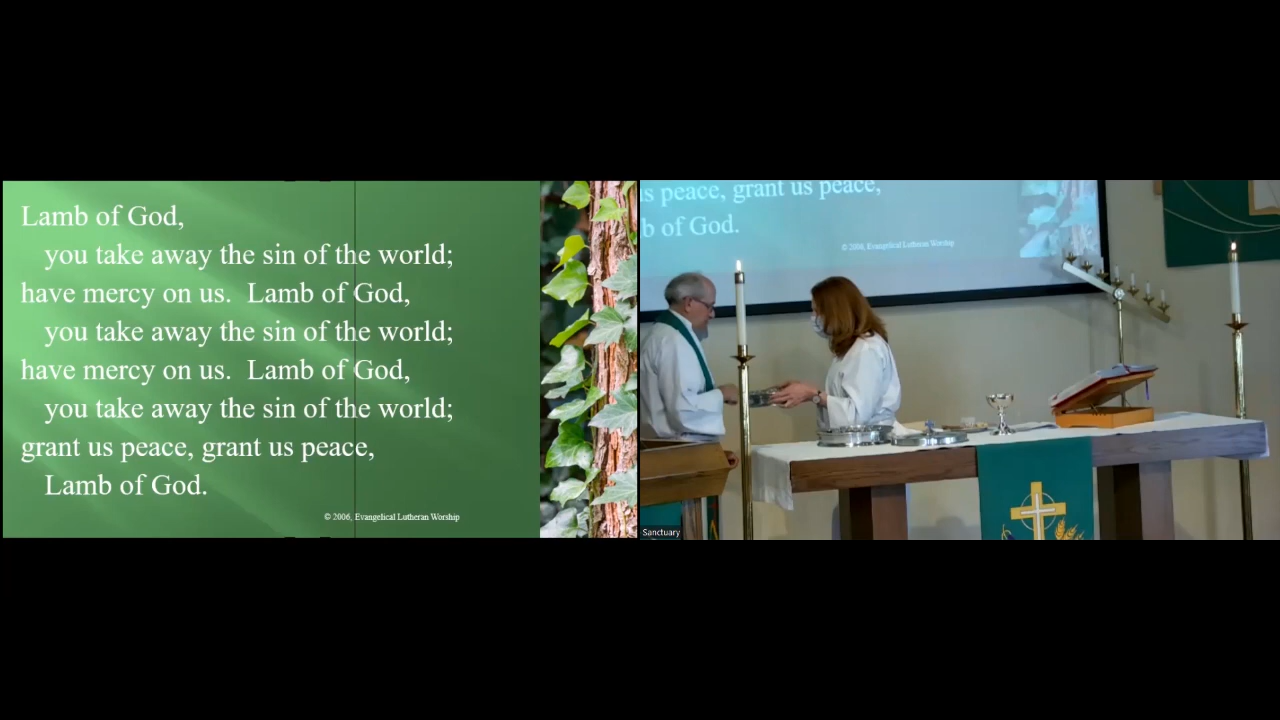 Lamb of God,
you take away the sin of the world;
have mercy on us.  Lamb of God,
you take away the sin of the world;
have mercy on us.  Lamb of God,
you take away the sin of the world;
grant us peace, grant us peace,
Lamb of God.
© 2006, Evangelical Lutheran Worship
us peace, grant us peace,
b of God.
© 2006, Evangelical Lutheran Worship
Sanctuary